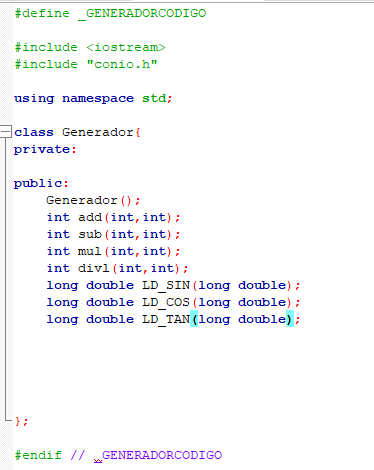 #define _GENERADORCODIGO
#include <iostream>
#include "conio.h"
using namespace std;
class Generador{
private:
public:
Generador();
int add(int,int);
int sub(int,int);
int mul(int,int);
int divl(int,int);
long double LD_SIN(long double);
long double LD_COS(long double);
long double LD_TAN(long double);
};
#endif // _GENERADORCODIGO